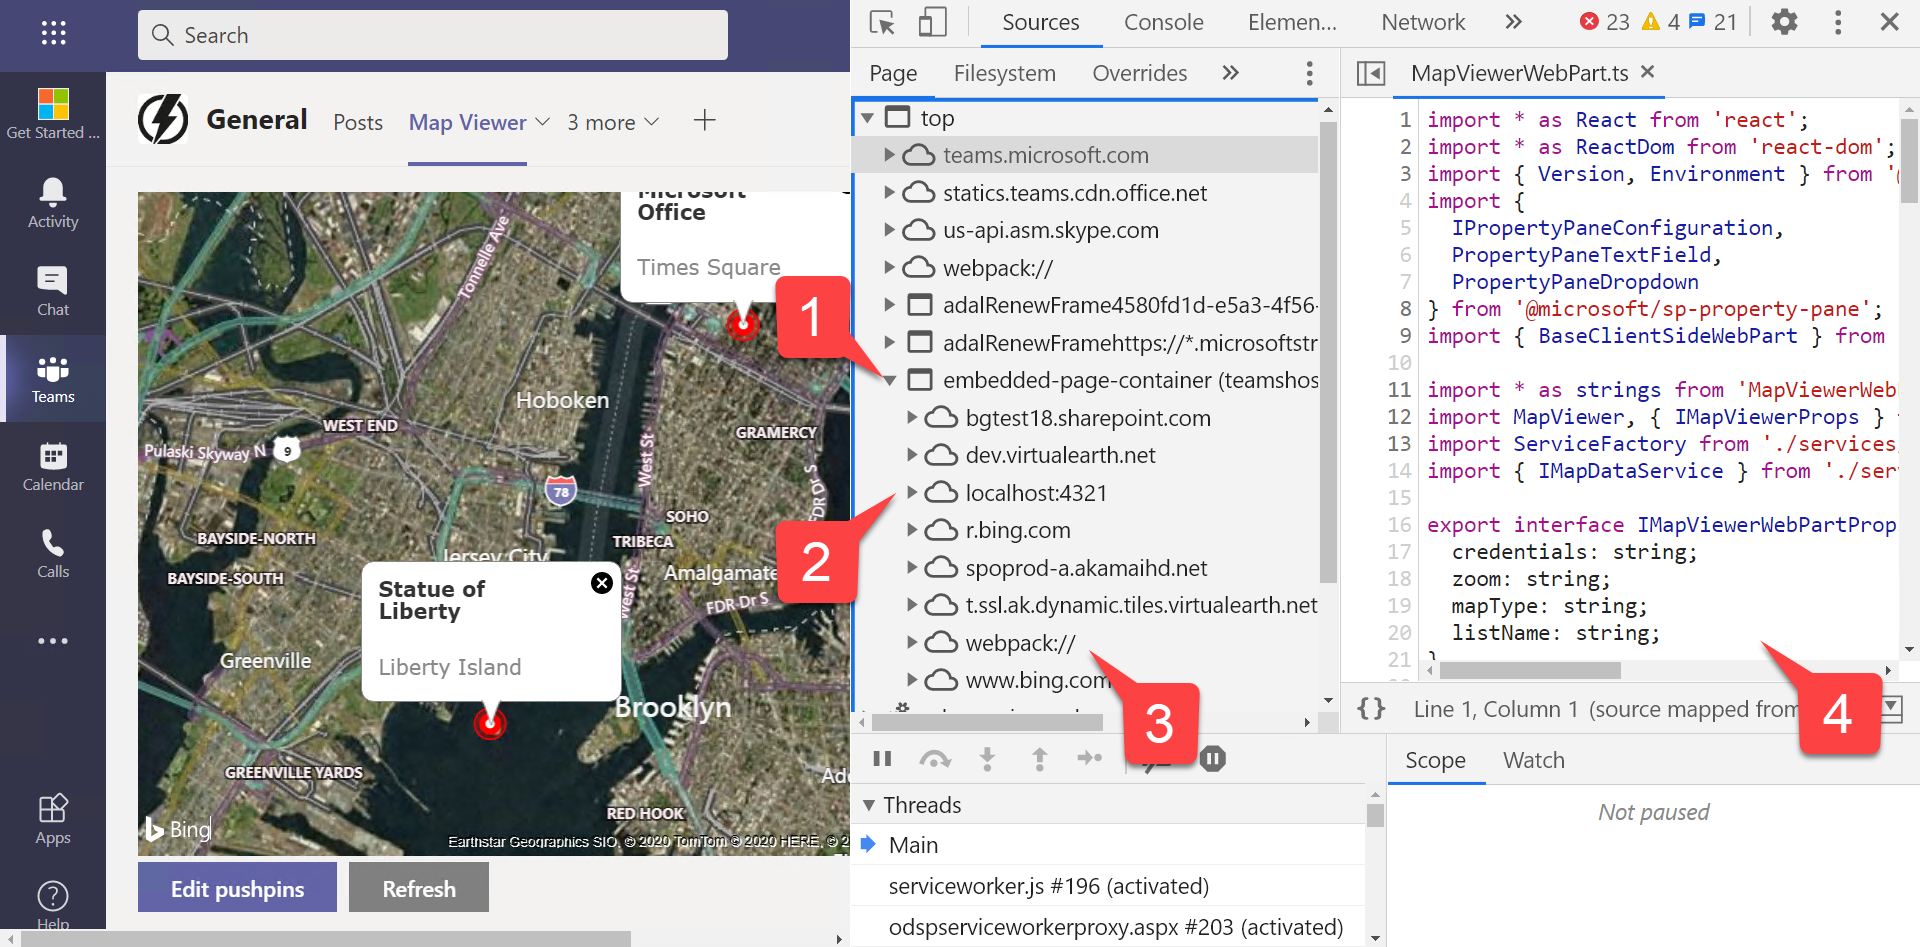 Search
Get Started ...
Activity
Chat
Teams
Calendar
Calls
Apps
Help
General
Posts
Map Viewer
3 more
Microsoft
Office
Times Square
Tonnelle Ave
Hoboken
WEST END
Pulaski Skyway N
9
GRAMERCY
West St
78
FDR Dr S
SOHO
BAYSIDE-NORTH
TRIBECA
Jersey City
BAYSIDE-SOUTH
Amalgamate
West St
FDR-Dr S
Statue of
Liberty
Liberty Island
Greenville
Brooklyn
GREENVILLE YARDS
RED HOOK
Bing
Earthstar Geographics SIO, © 2020 TomTom © 2020 HERE, © 2
Edit pushpins
Refresh
Sources
Console
Elemen...
Network
23
4
21
Page
Filesystem
Overrides
top
teams.microsoft.com
statics.teams.cdn.office.net
us-api.asm.skype.com
webpack://
adalRenewFrame4580fd1d-e5a3-4f56-
adalRenewFramehttps://*.microsoftstr
embedded-page-container (teamshos
bgtest18.sharepoint.com
dev.virtualearth.net
localhost:4321
r.bing.com
spoprod-a.akamaihd.net
t.ssl.ak.dynamic.tiles.virtualearth.net
webpack://
www.bing.com
1
2
3
4
MapViewerWebPart.ts
1 import * as React from 'react';
2 import * as ReactDom from 'react-dom';
3 import { Version, Environment } from '@
4 import {
5 IPropertyPaneConfiguration,
6 PropertyPaneTextField,
7 PropertyPaneDropdown
8 } from '@microsoft/sp-property-pane';
9 import { BaseClientSideWebPart } from
10
11 import * as strings from 'MapViewerWeb
12 import MapViewer, { IMapViewerProps }
13 import ServiceFactory from './services
14 import { IMapDataService } from './ser
15
16 export interface IMapViewerWebPartProp
17 credentials: string;
18 zoom: string;
19 mapType: string;
20 listName: string;
21 }
{} Line 1, Column 1 (source mapped from
Threads
Main
serviceworker.js #196 (activated)
odspserviceworkerproxy.aspx #203 (activated)
Scope
Watch
Not paused